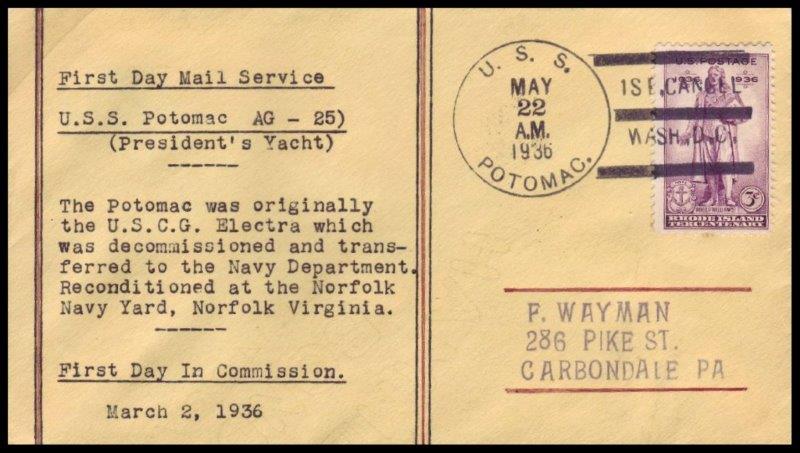 First Day Mail Service
U.S.S. Potomac AG - 25)
(President's Yacht)
The Potomac was originally
the U.S.C.G. Electra which
was decommissioned and trans-
ferred to the Navy Department.
Reconditioned at the Norfolk
Navy Yard, Norfolk Virginia.
First Day In Commission.
March 2, 1936
U. S. S.
MAY
22
A.M.
1936
POTOMAC.
1ST. CANCEL
WASH. D.C.
U.S. POSTAGE
1636 1936
ROGER WILLIAMS
3¢
RHODE ISLAND
TERCENTENARY
F. WAYMAN
286 PIKE ST.
CARBONDALE PA